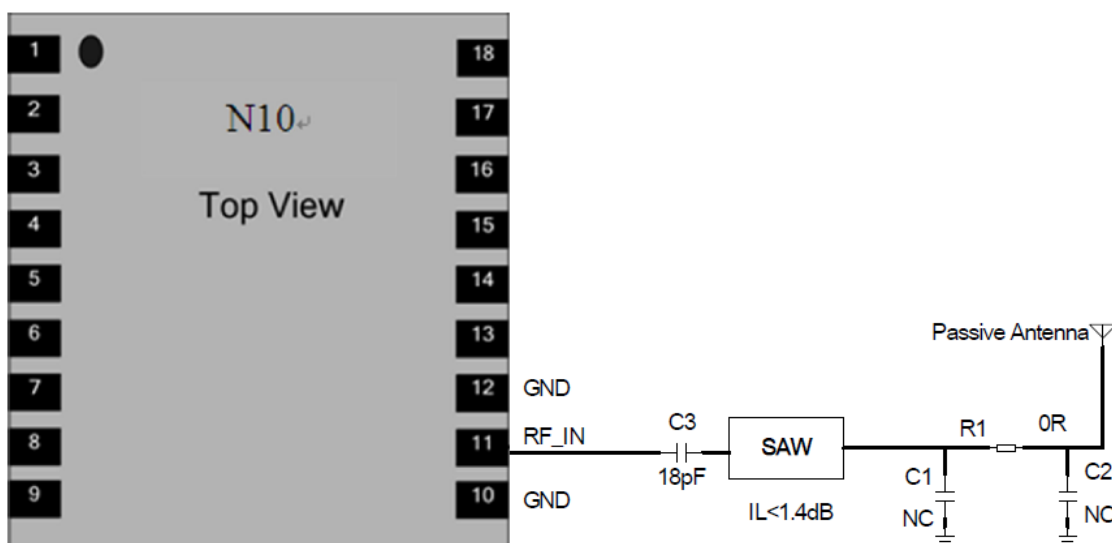 1
2
3
4
5
6
7
8
9
N10
Top View
18
17
16
15
14
13
12
11
10
GND
RF_IN
GND
C3
18pF
SAW
IL<1.4dB
Passive Antenna
R1
0R
C1
NC
C2
NC